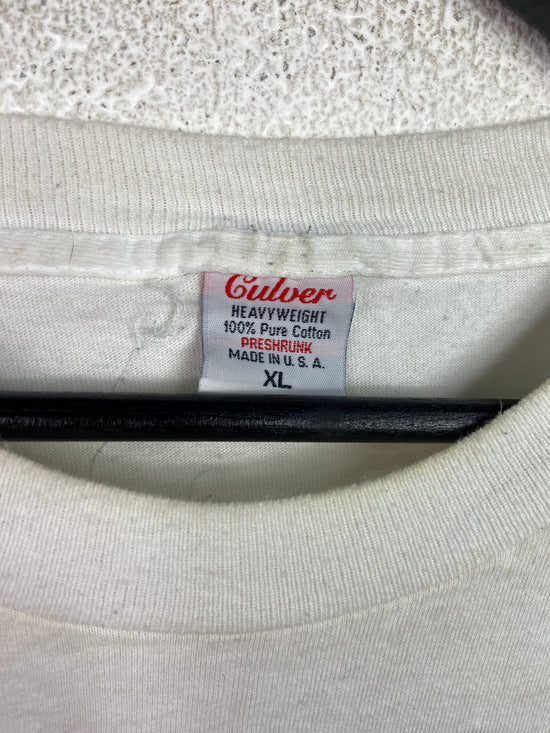 Culver
HEAVYWEIGHT
100% Pure Cotton
PRESHRUNK
MADE IN U.S.A.
XL